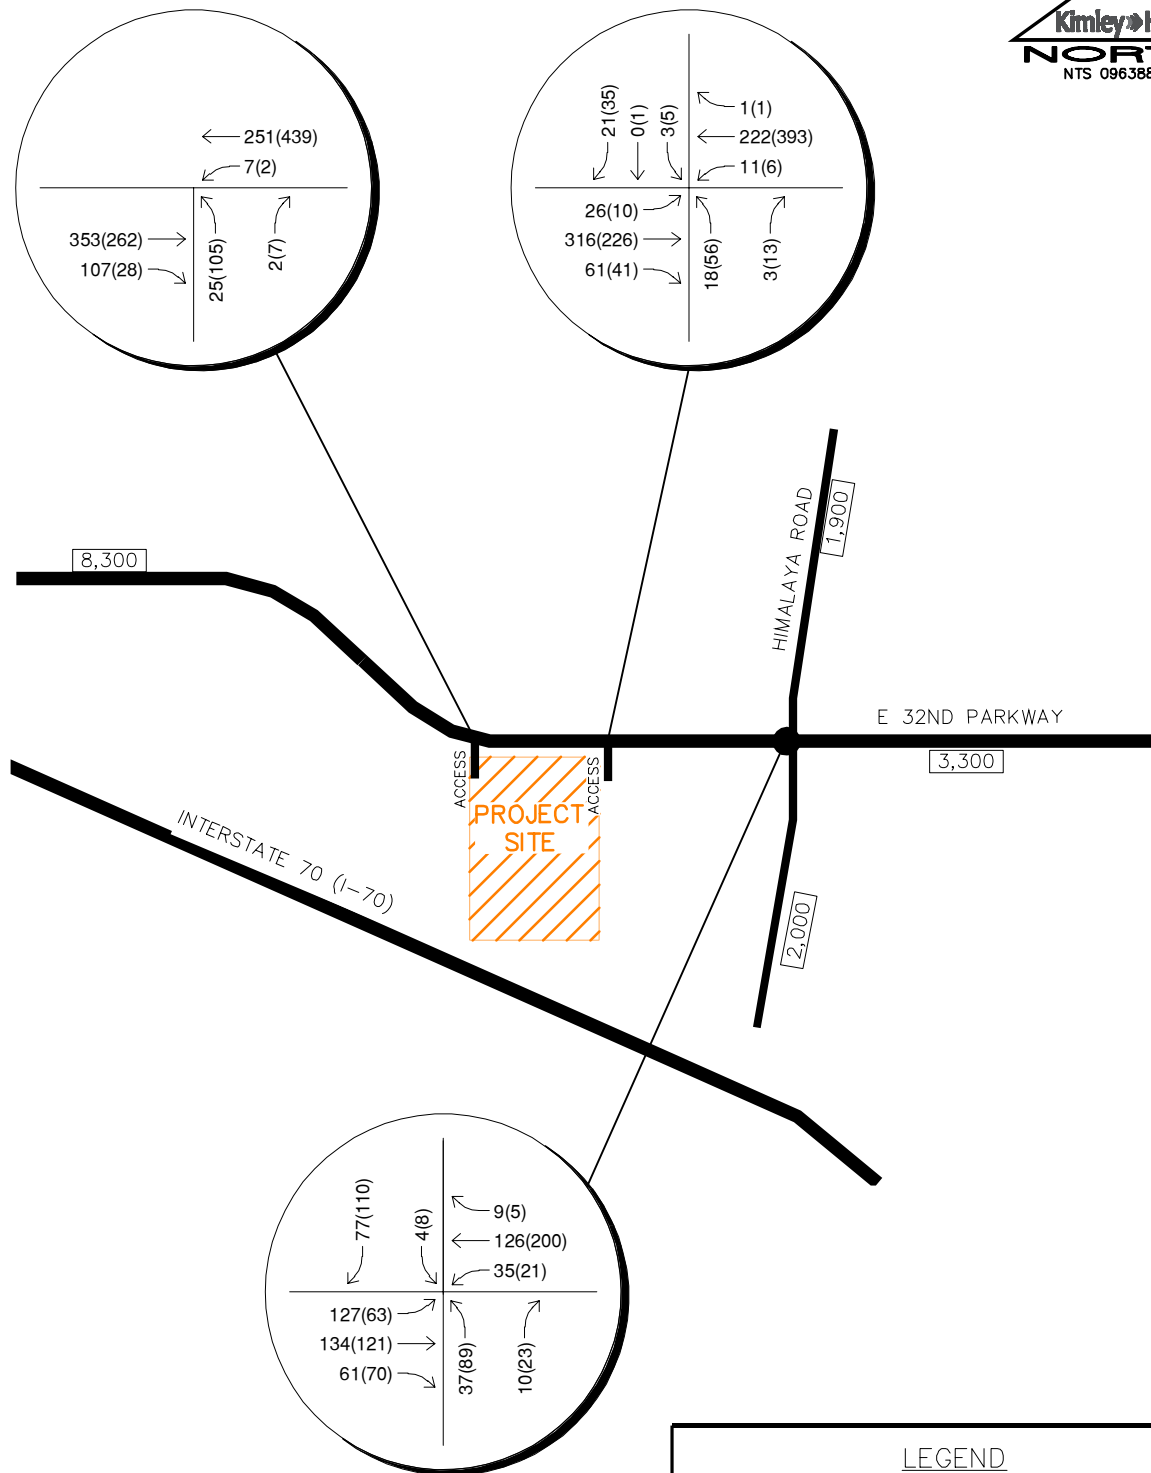 Kimley»H
NORT
NTS 096388
251(439)
7(2)
353(262)
107(28)
25(105)
2(7)
21(35)
0(1)
3(5)
1(1)
222(393)
11(6)
26(10)
316(226)
61(41)
18(56)
3(13)
8,300
HIMALAYA ROAD
1,900
E 32ND PARKWAY
3,300
ACCESS
ACCESS
PROJECT
SITE
INTERSTATE 70 (I-70)
2,000
77(110)
4(8)
9(5)
126(200)
35(21)
127(63)
134(121)
61(70)
37(89)
10(23)
LEGEND